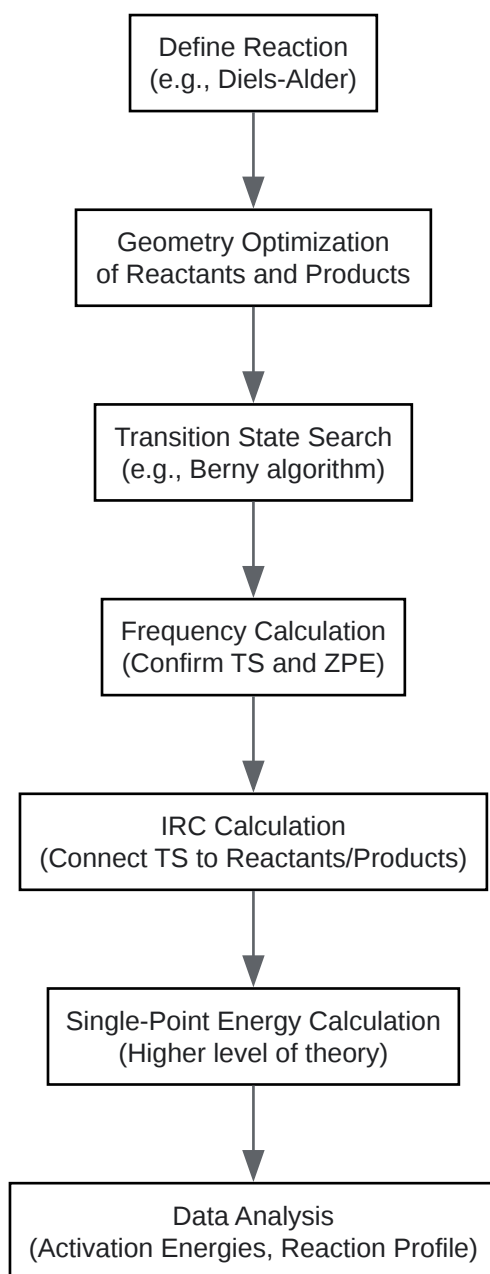 Define Reaction
(e.g., Diels-Alder)
Geometry Optimization
of Reactants and Products
Transition State Search
(e.g., Berny algorithm)
Frequency Calculation
(Confirm TS and ZPE)
IRC Calculation
(Connect TS to Reactants/Products)
Single-Point Energy Calculation
(Higher level of theory)
Data Analysis
(Activation Energies, Reaction Profile)